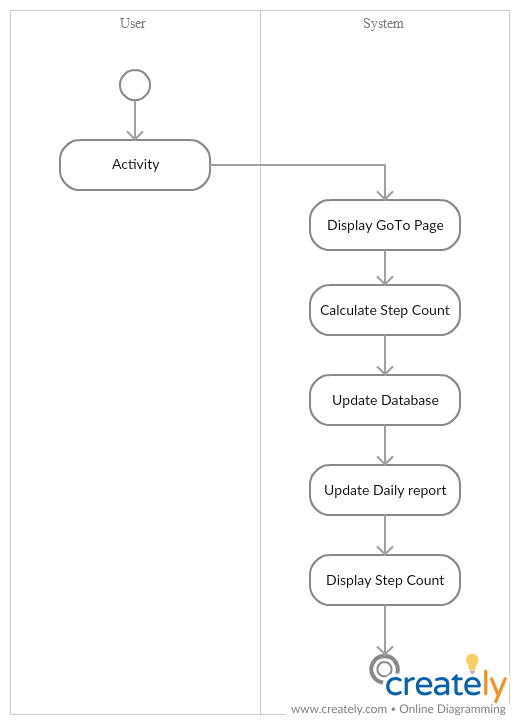 User
System
Activity
Display GoTo Page
Calculate Step Count
Update Database
Update Daily report
Display Step Count
creately
www.creately.com • Online Diagramming